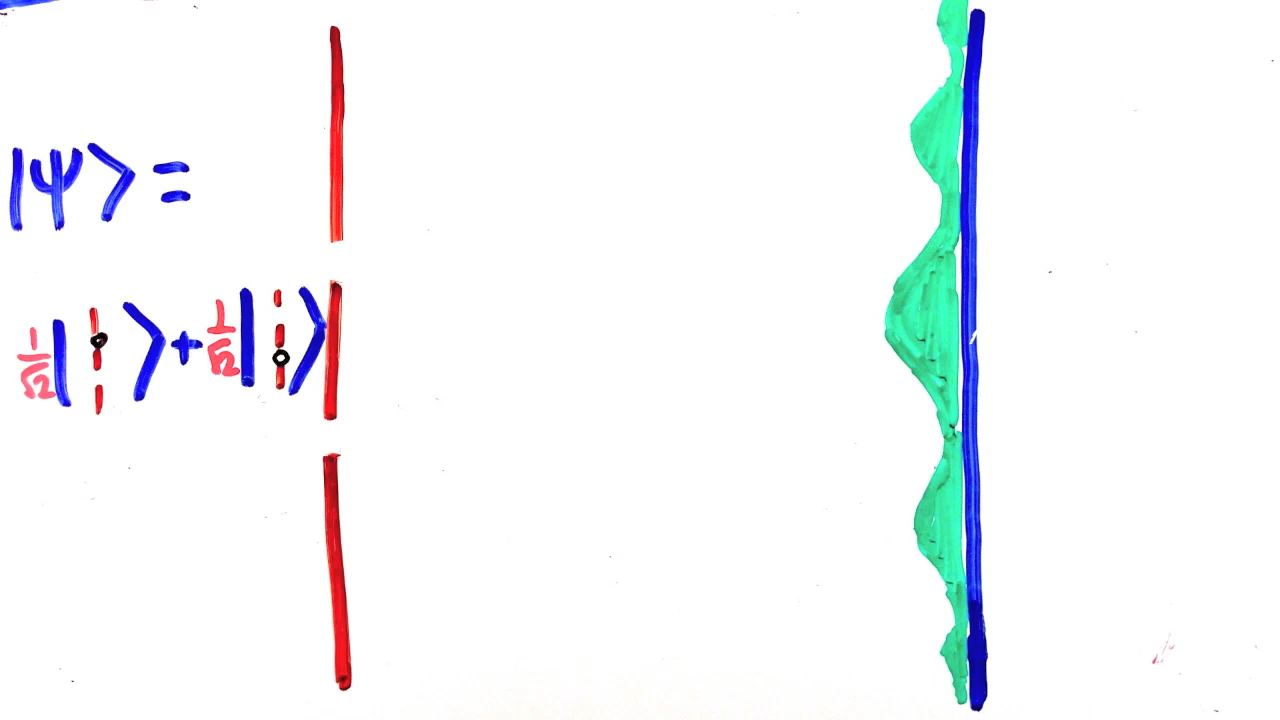 |ψ⟩ =
1/√2 | ⟩ + 1/√2 | ⟩